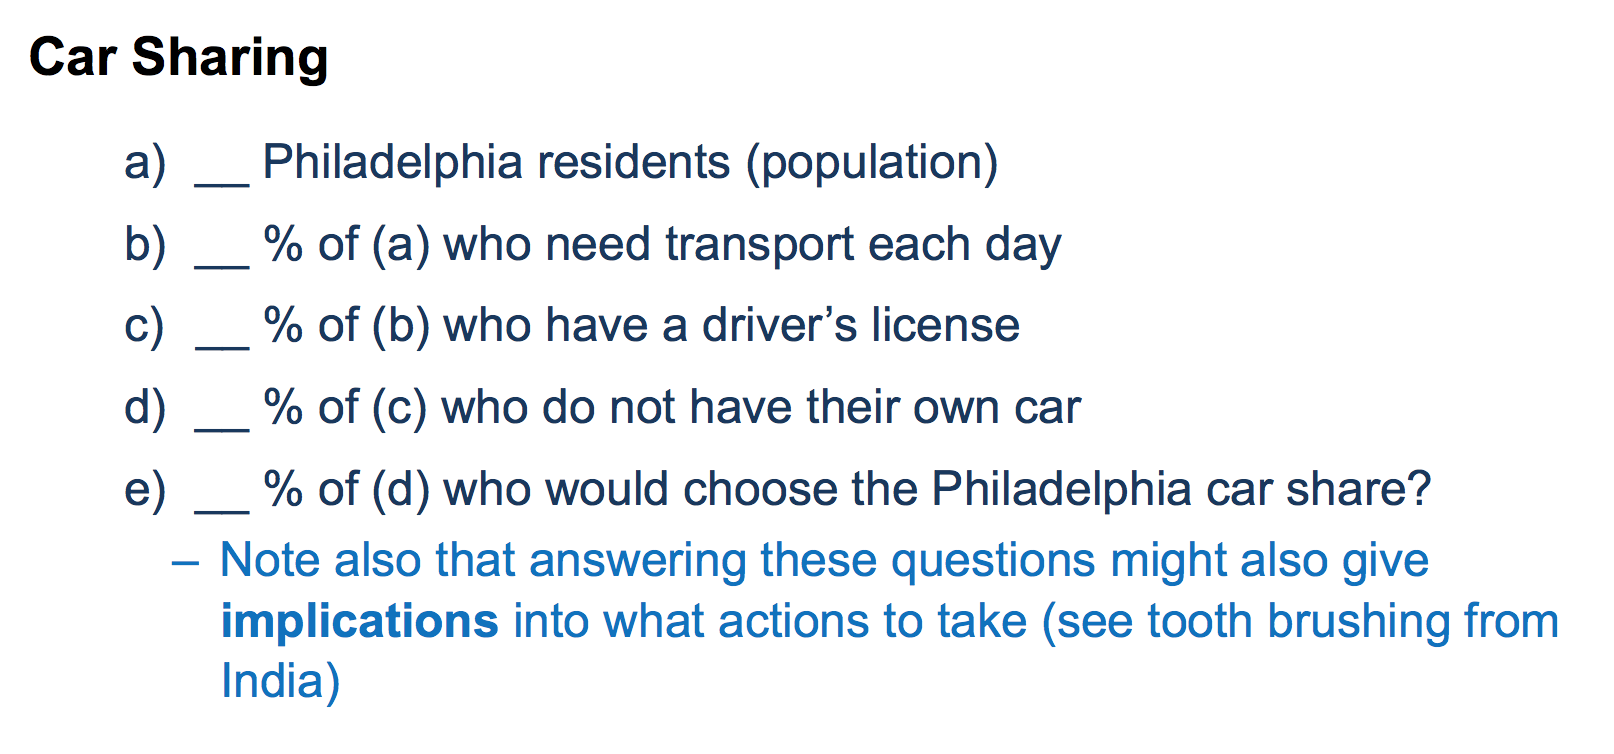 Car Sharing
a) __ Philadelphia residents (population)
b) __ % of (a) who need transport each day
c) __ % of (b) who have a driver’s license
d) __ % of (c) who do not have their own car
e) __ % of (d) who would choose the Philadelphia car share?
– Note also that answering these questions might also give
implications into what actions to take (see tooth brushing from
India)